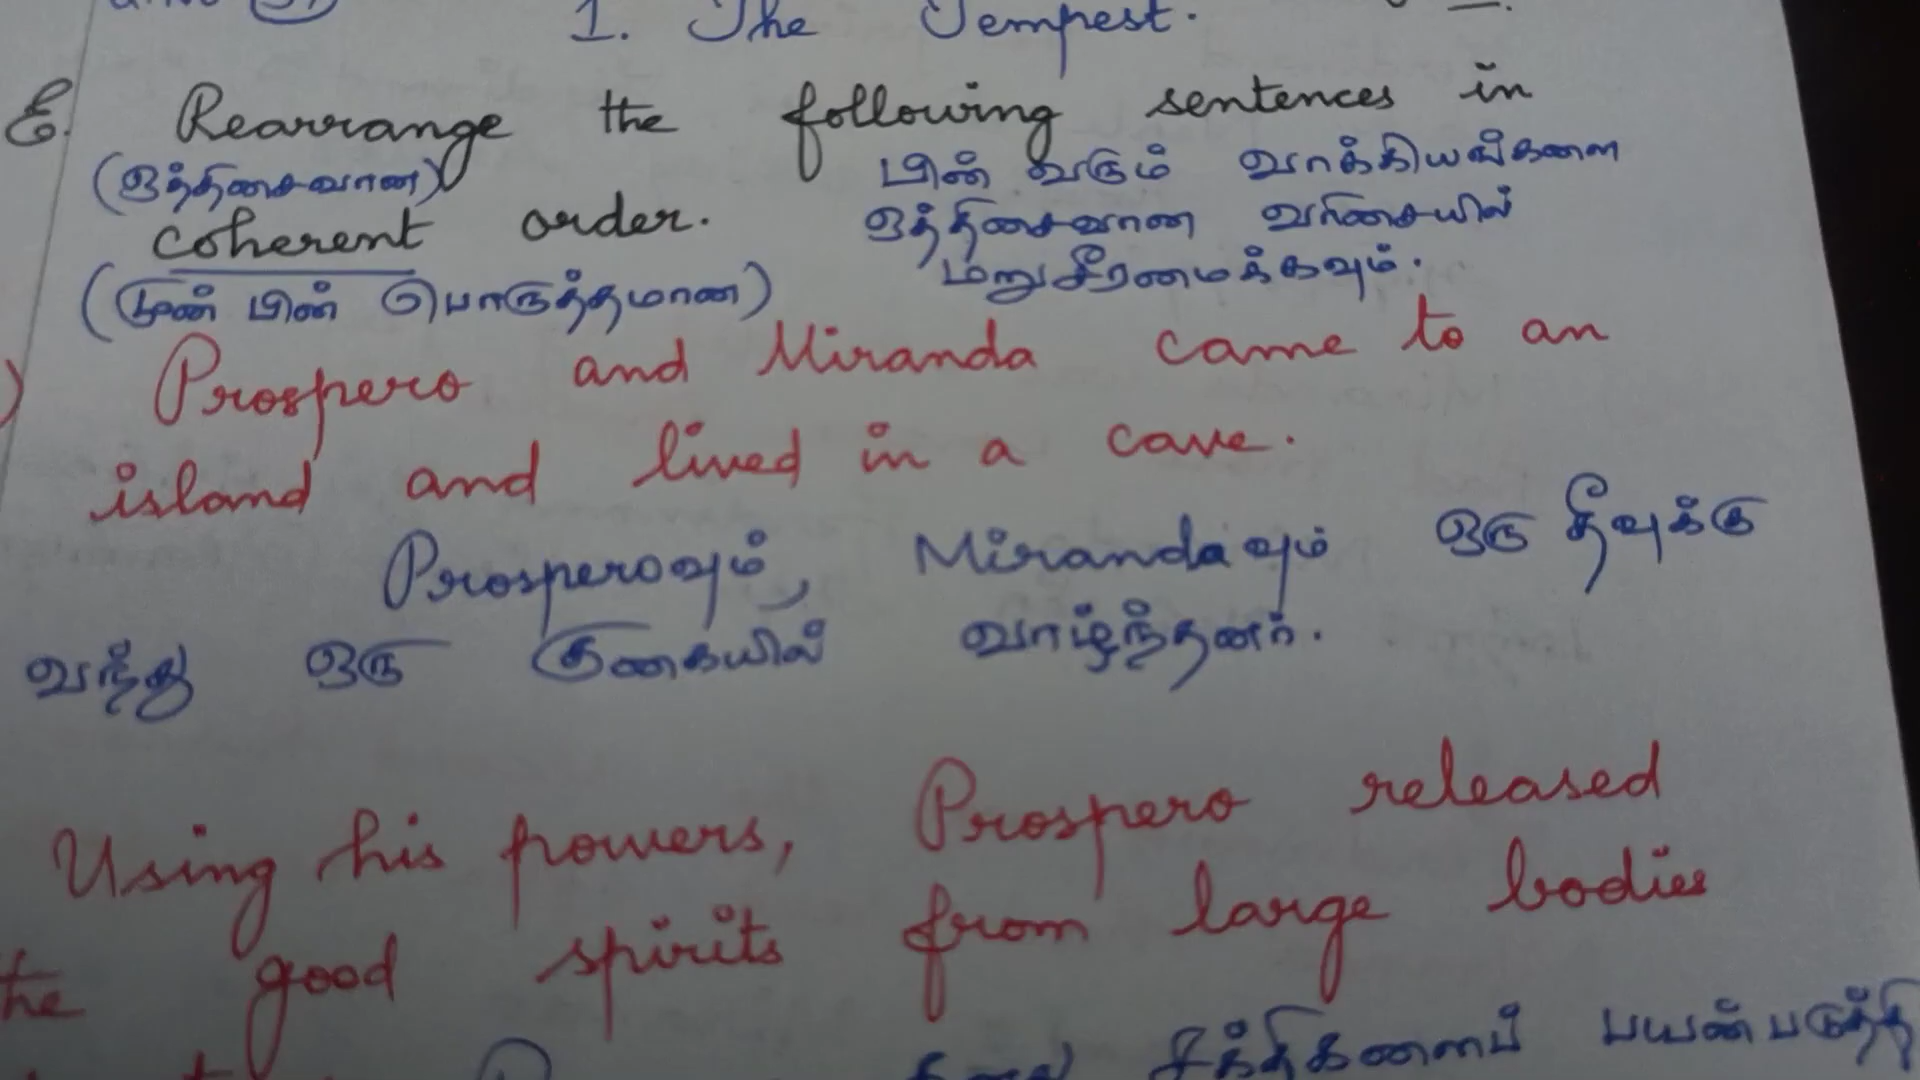 1. The Tempest.
E. Rearrange the following sentences in
(ஒத்திசைவான) பின் வரும் வாக்கியங்களை
coherent order. ஒத்திசைவான வரிசையில்
(முன் பின் பொருத்தமான) மறுசீரமைக்கவும்.
) Prospero and Miranda came to an
island and lived in a cave.
Prosperoவும், Mirandaவும் ஒரு தீவுக்கு
வந்து ஒரு குகையில் வாழ்ந்தனர்.
Using his powers, Prospero released
the good spirits from large bodies
சக்திகளைப் பயன்படுத்தி